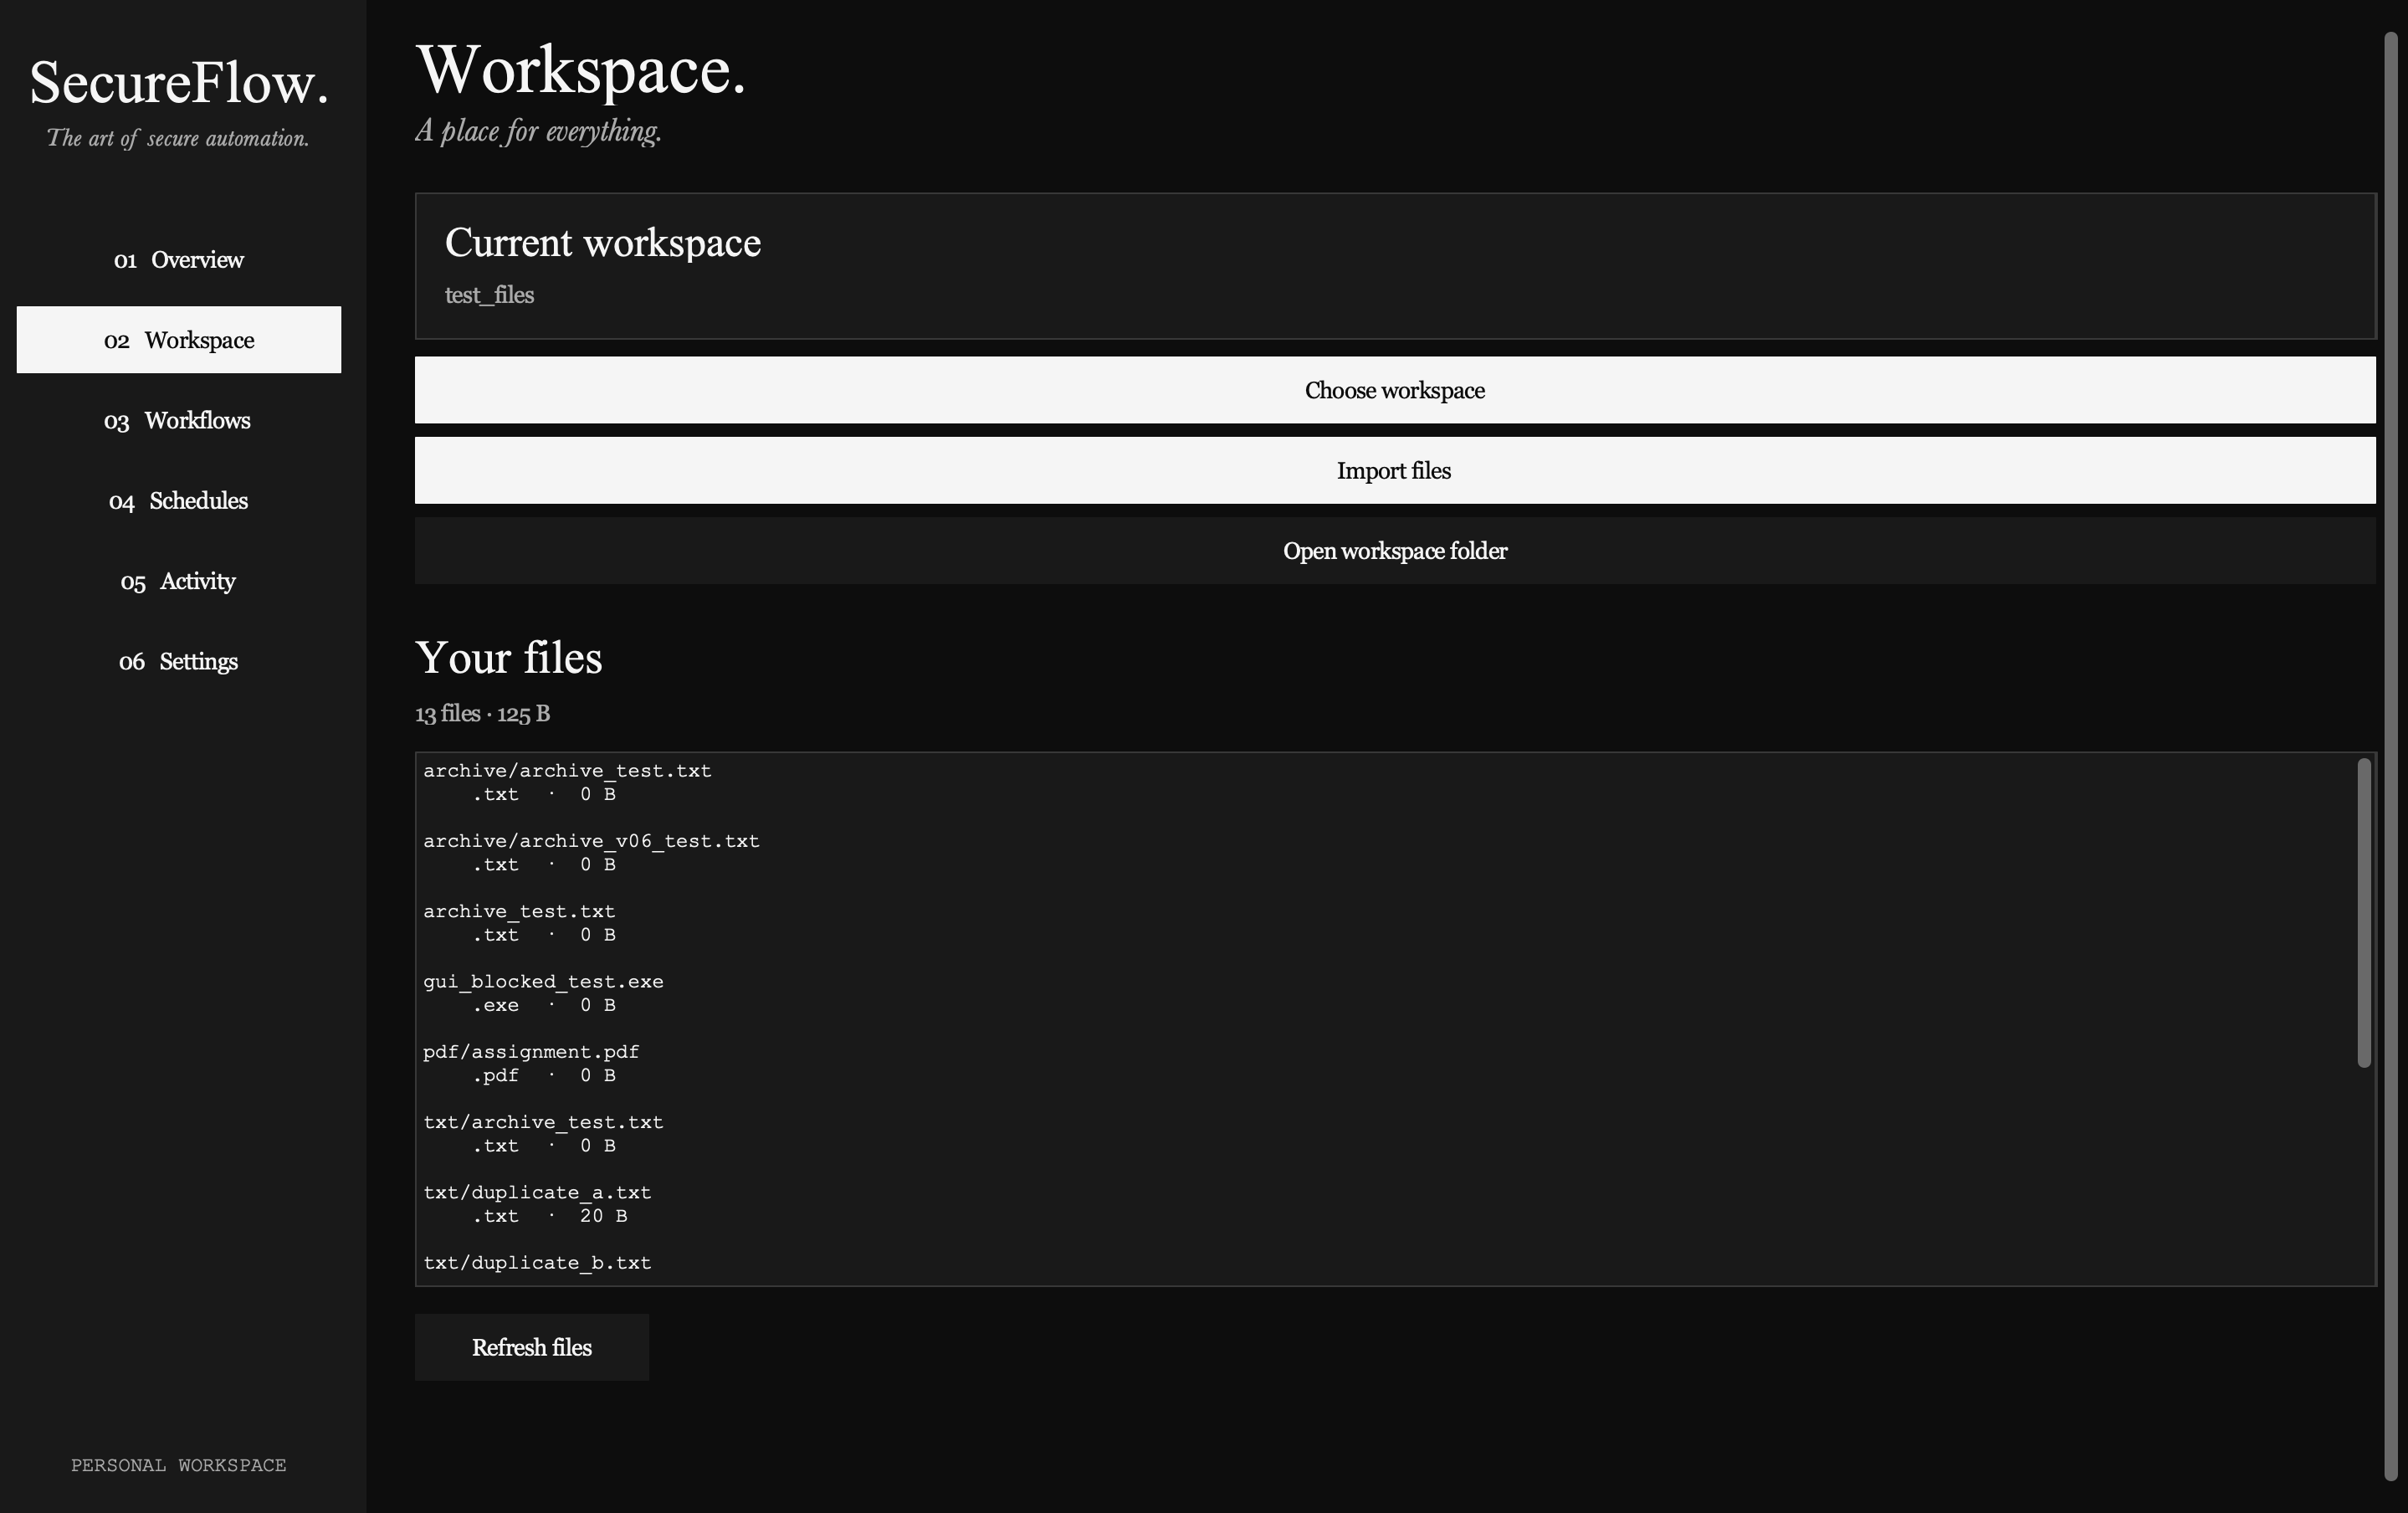 SecureFlow.
The art of secure automation.
01 Overview
02 Workspace
03 Workflows
04 Schedules
05 Activity
06 Settings
PERSONAL WORKSPACE
Workspace.
A place for everything.
Current workspace
test_files
Choose workspace
Import files
Open workspace folder
Your files
13 files · 125 B
archive/archive_test.txt
.txt · 0 B
archive/archive_v06_test.txt
.txt · 0 B
archive_test.txt
.txt · 0 B
gui_blocked_test.exe
.exe · 0 B
pdf/assignment.pdf
.pdf · 0 B
txt/archive_test.txt
.txt · 0 B
txt/duplicate_a.txt
.txt · 20 B
txt/duplicate_b.txt
Refresh files